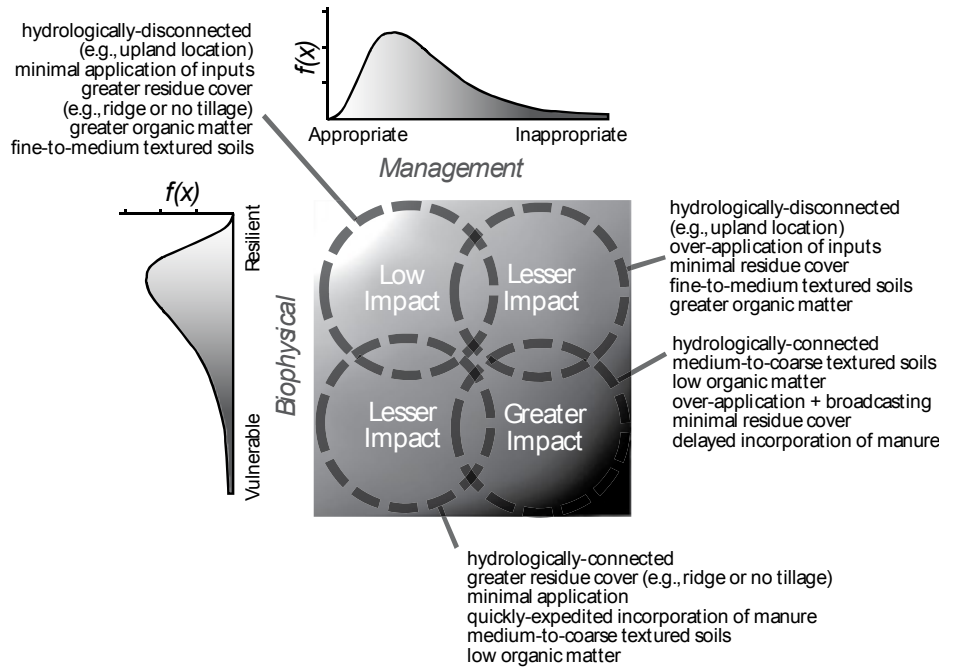 hydrologically-disconnected
(e.g., upland location)
minimal application of inputs
greater residue cover
(e.g., ridge or no tillage)
greater organic matter
fine-to-medium textured soils
f(x)
Appropriate
Inappropriate
Management
f(x)
Resilient
Vulnerable
Biophysical
Low
Impact
Lesser
Impact
Lesser
Impact
Greater
Impact
hydrologically-disconnected
(e.g., upland location)
over-application of inputs
minimal residue cover
fine-to-medium textured soils
greater organic matter
hydrologically-connected
medium-to-coarse textured soils
low organic matter
over-application + broadcasting
minimal residue cover
delayed incorporation of manure
hydrologically-connected
greater residue cover (e.g., ridge or no tillage)
minimal application
quickly-expedited incorporation of manure
medium-to-coarse textured soils
low organic matter